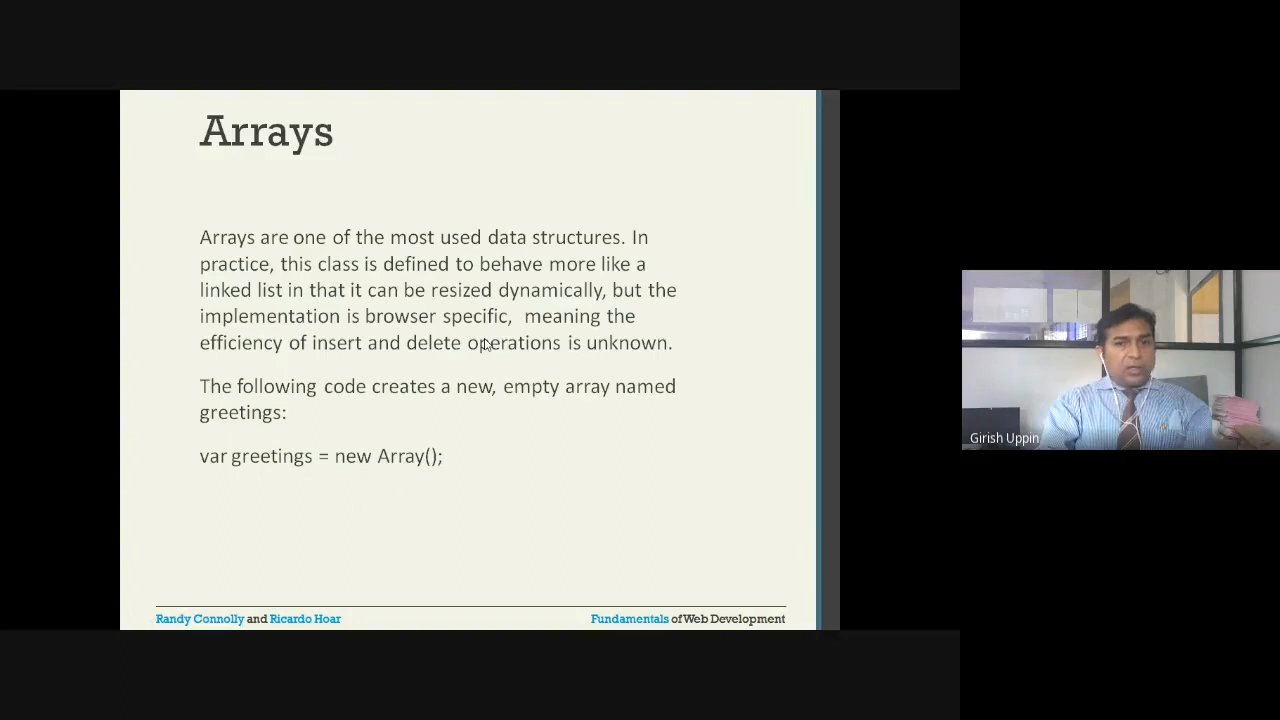 Arrays
Arrays are one of the most used data structures. In
practice, this class is defined to behave more like a
linked list in that it can be resized dynamically, but the
implementation is browser specific, meaning the
efficiency of insert and delete operations is unknown.
The following code creates a new, empty array named
greetings:
var greetings = new Array();
Randy Connolly and Ricardo Hoar
Fundamentals of Web Development
Girish Uppin